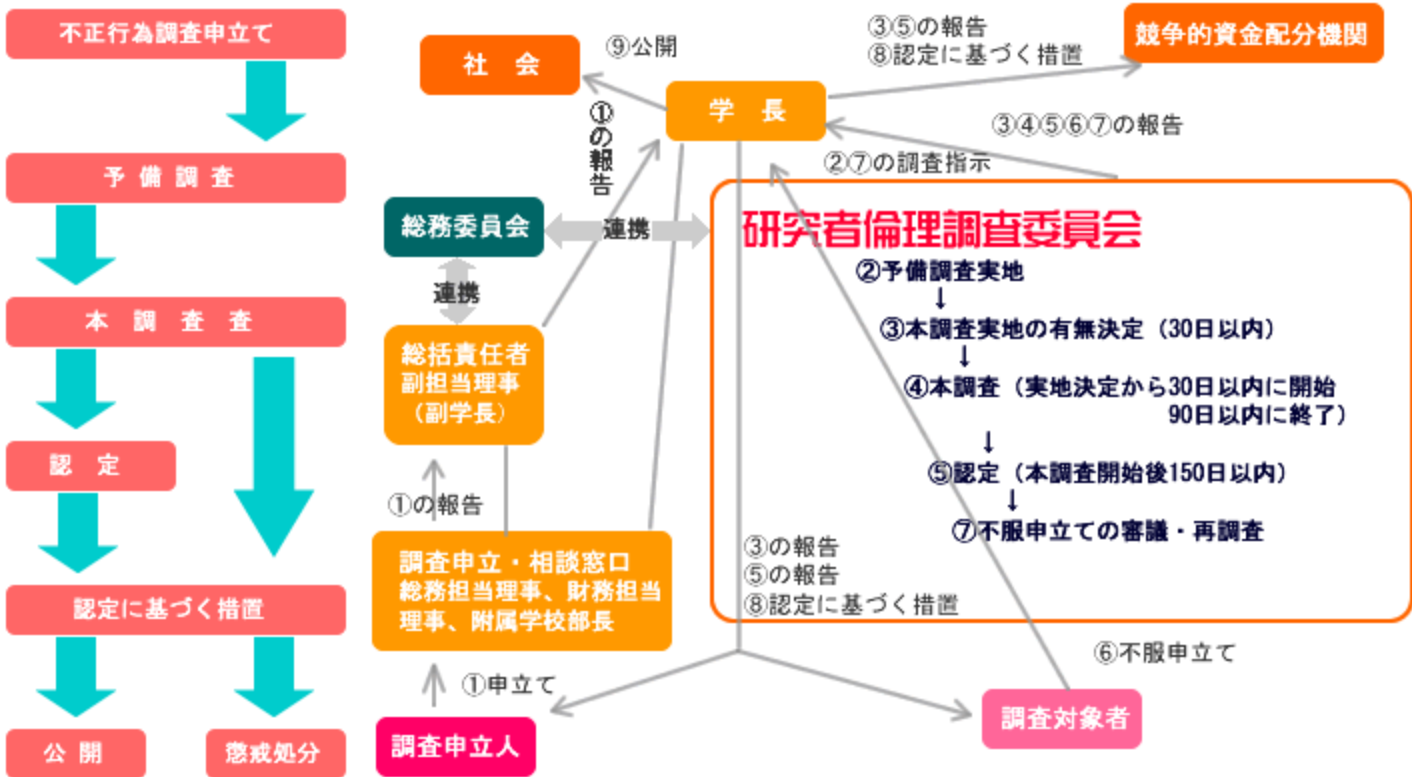 不正行為調査申立て
予備調査
本調査査
認定
認定に基づく措置
公開
懲戒処分
社会
⑨公開
学長
③⑤の報告
⑧認定に基づく措置
競争的資金配分機関
①の報告
③④⑤⑥⑦の報告
②⑦の調査指示
総務委員会
連携
連携
総括責任者
副担当理事
（副学長）
①の報告
調査申立・相談窓口
総務担当理事、財務担当
理事、附属学校部長
①申立て
調査申立人
研究者倫理調査委員会
②予備調査実地
↓
③本調査実地の有無決定（30日以内）
↓
④本調査（実地決定から30日以内に開始
90日以内に終了）
↓
⑤認定（本調査開始後150日以内）
↓
⑦不服申立ての審議・再調査
③の報告
⑤の報告
⑧認定に基づく措置
⑥不服申立て
調査対象者